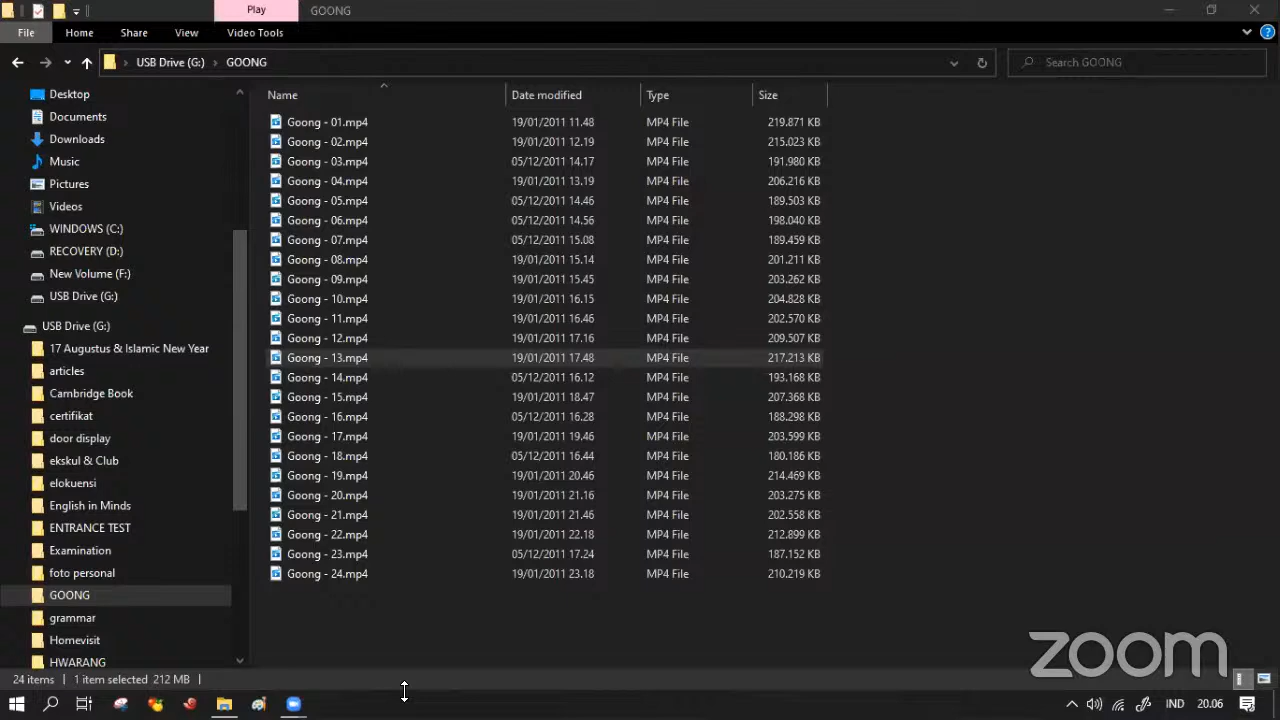 Play GOONG
File Home Share View Video Tools
USB Drive (G:) GOONG Search GOONG
Name Date modified Type Size
Desktop
Documents
Downloads
Music
Pictures
Videos
WINDOWS (C:)
RECOVERY (D:)
New Volume (F:)
USB Drive (G:)
USB Drive (G:)
17 Augustus & Islamic New Year
articles
Cambridge Book
certifikat
door display
ekskul & Club
elokuensi
English in Minds
ENTRANCE TEST
Examination
foto personal
GOONG
grammar
Homevisit
HWARANG
Goong - 01.mp4 19/01/2011 11.48 MP4 File 219.871 KB
Goong - 02.mp4 19/01/2011 12.19 MP4 File 215.023 KB
Goong - 03.mp4 05/12/2011 14.17 MP4 File 191.980 KB
Goong - 04.mp4 19/01/2011 13.19 MP4 File 206.216 KB
Goong - 05.mp4 05/12/2011 14.46 MP4 File 189.503 KB
Goong - 06.mp4 05/12/2011 14.56 MP4 File 198.040 KB
Goong - 07.mp4 05/12/2011 15.08 MP4 File 189.459 KB
Goong - 08.mp4 19/01/2011 15.14 MP4 File 201.211 KB
Goong - 09.mp4 19/01/2011 15.45 MP4 File 203.262 KB
Goong - 10.mp4 19/01/2011 16.15 MP4 File 204.828 KB
Goong - 11.mp4 19/01/2011 16.46 MP4 File 202.570 KB
Goong - 12.mp4 19/01/2011 17.16 MP4 File 209.507 KB
Goong - 13.mp4 19/01/2011 17.48 MP4 File 217.213 KB
Goong - 14.mp4 05/12/2011 16.12 MP4 File 193.168 KB
Goong - 15.mp4 19/01/2011 18.47 MP4 File 207.368 KB
Goong - 16.mp4 05/12/2011 16.28 MP4 File 188.298 KB
Goong - 17.mp4 19/01/2011 19.46 MP4 File 203.599 KB
Goong - 18.mp4 05/12/2011 16.44 MP4 File 180.186 KB
Goong - 19.mp4 19/01/2011 20.46 MP4 File 214.469 KB
Goong - 20.mp4 19/01/2011 21.16 MP4 File 203.275 KB
Goong - 21.mp4 19/01/2011 21.46 MP4 File 202.558 KB
Goong - 22.mp4 19/01/2011 22.18 MP4 File 212.899 KB
Goong - 23.mp4 05/12/2011 17.24 MP4 File 187.152 KB
Goong - 24.mp4 19/01/2011 23.18 MP4 File 210.219 KB
zoom
24 items 1 item selected 212 MB
IND 20.06